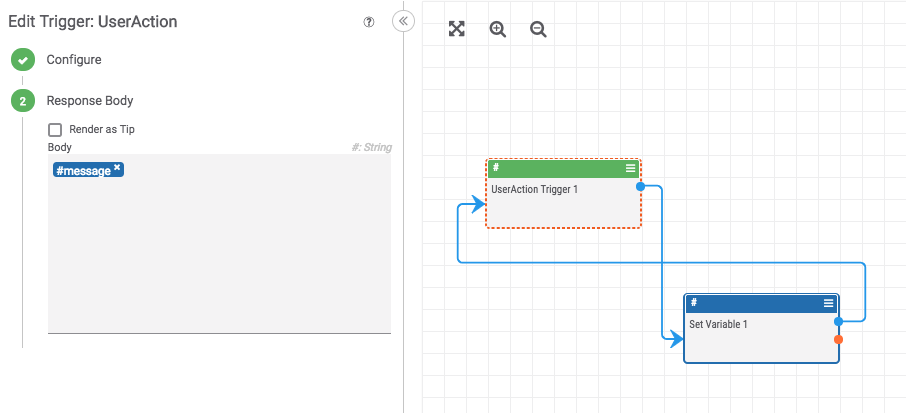 Edit Trigger: UserAction
?
Configure
2
Response Body
Render as Tip
Body
#: String
#message ×
#
UserAction Trigger 1
#
Set Variable 1